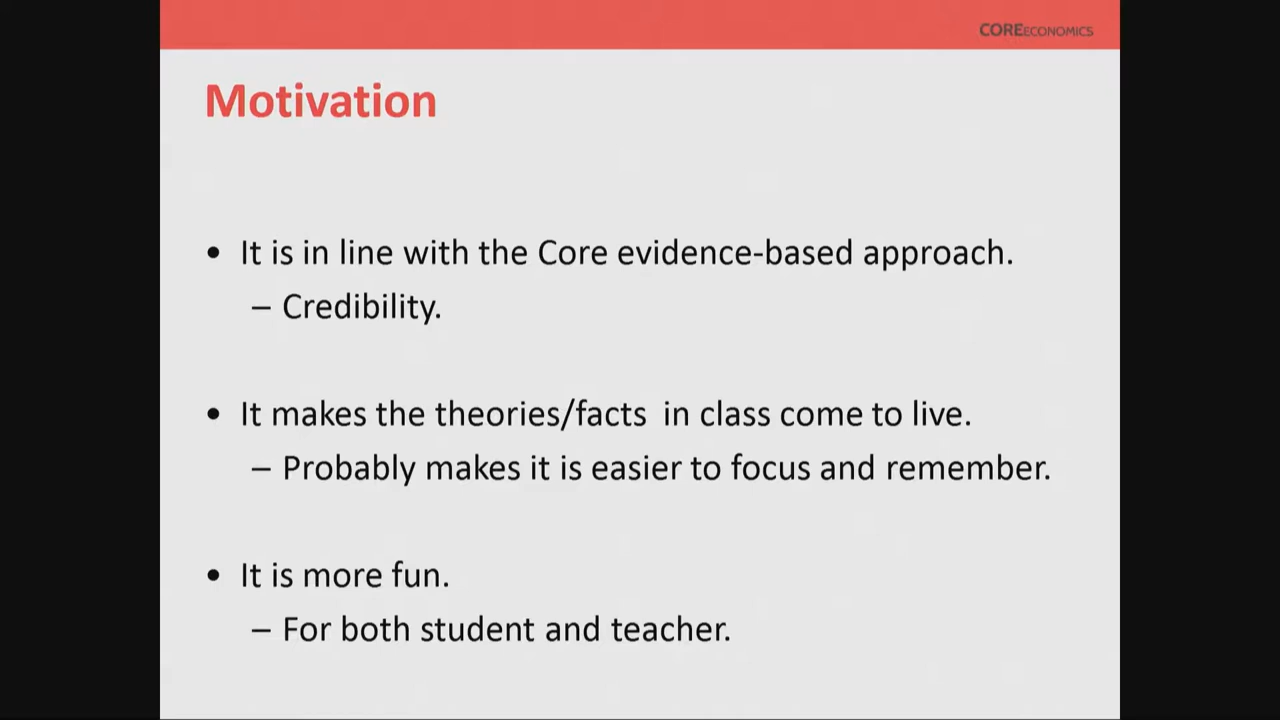 COREECONOMICS
Motivation
• It is in line with the Core evidence-based approach.
– Credibility.
• It makes the theories/facts  in class come to live.
– Probably makes it is easier to focus and remember.
• It is more fun.
– For both student and teacher.